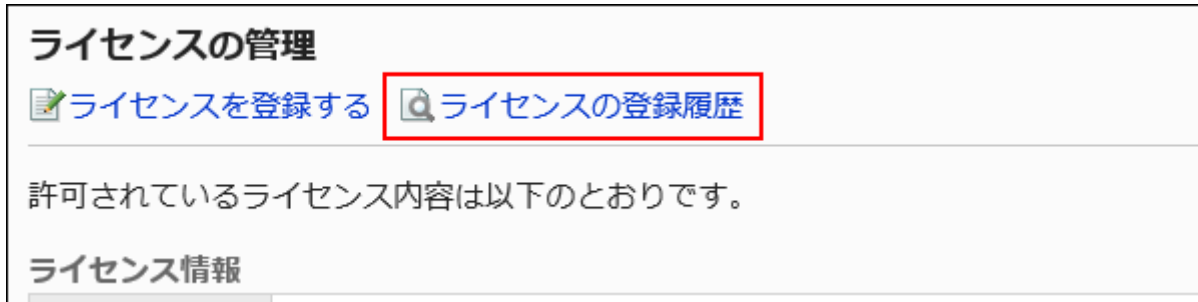 ライセンスの管理
ライセンスを登録する ライセンスの登録履歴
許可されているライセンス内容は以下のとおりです。
ライセンス情報